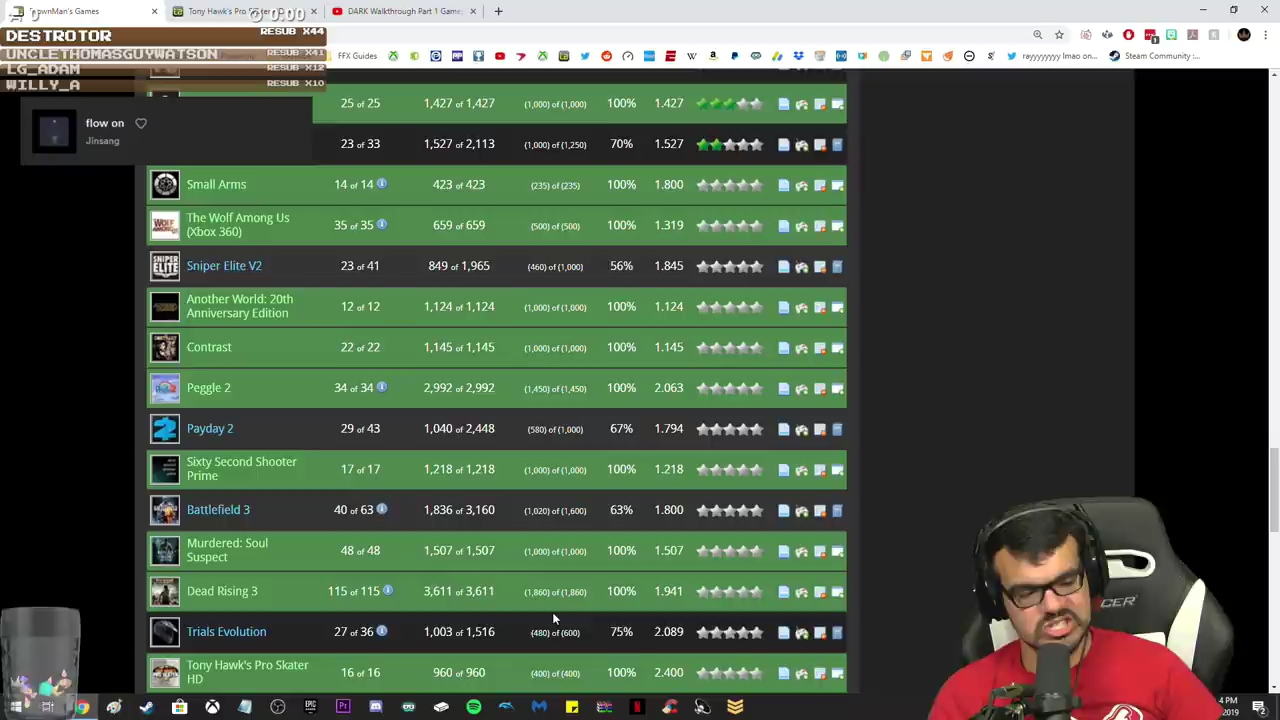 rownMan's Games
Tony Hawk's Pro S
0:00
DARK Walkthrough Part 1 Game
DESTROTOR RESUB X44
UNCLETHOMASGUYWATSON RESUB X41
LG_ADAM RESUB X12
WILLY_A RESUB X10
FFX Guide
rayyyyyyy lmao on...
Steam Community :...
flow on
Jinsang
25 of 25 1,427 of 1,427 (1,000) of (1,000) 100% 1.427
23 of 33 1,527 of 2,113 (1,000) of (1,250) 70% 1.527
Small Arms 14 of 14 423 of 423 (235) of (235) 100% 1.800
The Wolf Among Us
(Xbox 360) 35 of 35 659 of 659 (500) of (500) 100% 1.319
Sniper Elite V2 23 of 41 849 of 1,965 (460) of (1,000) 56% 1.845
Another World: 20th
Anniversary Edition 12 of 12 1,124 of 1,124 (1,000) of (1,000) 100% 1.124
Contrast 22 of 22 1,145 of 1,145 (1,000) of (1,000) 100% 1.145
Peggle 2 34 of 34 2,992 of 2,992 (1,450) of (1,450) 100% 2.063
Payday 2 29 of 43 1,040 of 2,448 (580) of (1,000) 67% 1.794
Sixty Second Shooter
Prime 17 of 17 1,218 of 1,218 (1,000) of (1,000) 100% 1.218
Battlefield 3 40 of 63 1,836 of 3,160 (1,020) of (1,600) 63% 1.800
Murdered: Soul
Suspect 48 of 48 1,507 of 1,507 (1,000) of (1,000) 100% 1.507
Dead Rising 3 115 of 115 3,611 of 3,611 (1,860) of (1,860) 100% 1.941
Trials Evolution 27 of 36 1,003 of 1,516 (480) of (600) 75% 2.089
Tony Hawk's Pro Skater
HD 16 of 16 960 of 960 (400) of (400) 100% 2.400
CER
4 PM
2019